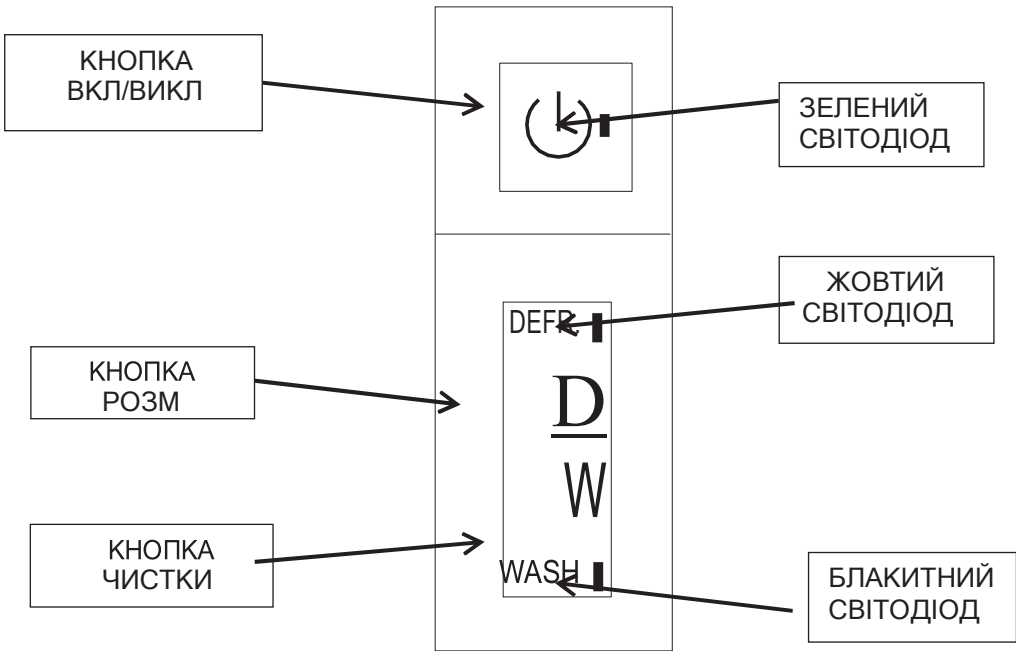 КНОПКА
ВКЛ/ВИКЛ
ЗЕЛЕНИЙ
СВІТОДІОД
ЖОВТИЙ
СВІТОДІОД
DEFR.
КНОПКА
РОЗМ
D
W
КНОПКА
ЧИСТКИ
WASH
БЛАКИТНИЙ
СВІТОДІОД